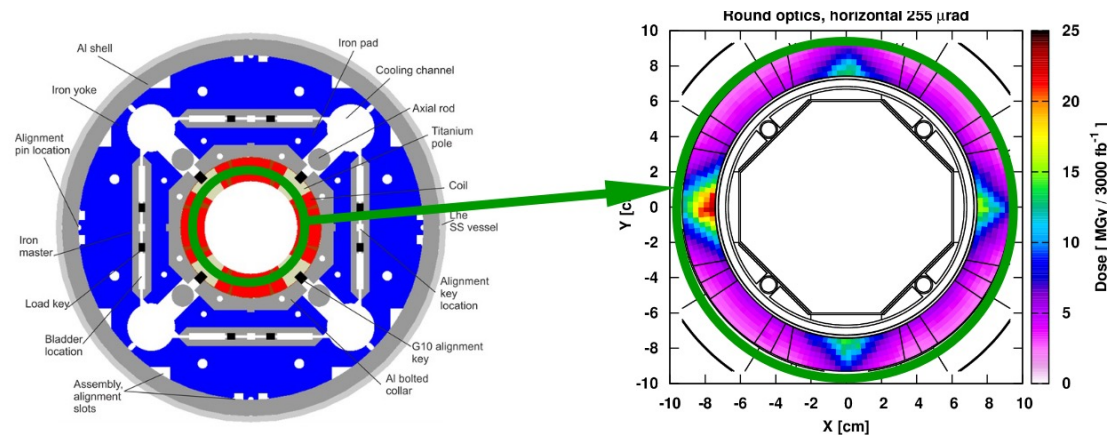 Al shell
Iron yoke
Alignment
pin location
Iron
master
Load key
Bladder
location
Assembly,
alignment
slots
Iron pad
Cooling channel
Axial rod
Titanium
pole
Coil
Lhe
SS vessel
Alignment
key
location
G10 alignment
key
Al bolted
collar
Round optics, horizontal 255 μrad
10
8
6
4
2
0
-2
-4
-6
-8
-10
Y [c
-10 -8 -6 -4 -2 0 2 4 6 8 10
X [cm]
25
20
15
10
5
0
Dose [ MGy / 3000 fb⁻¹ ]